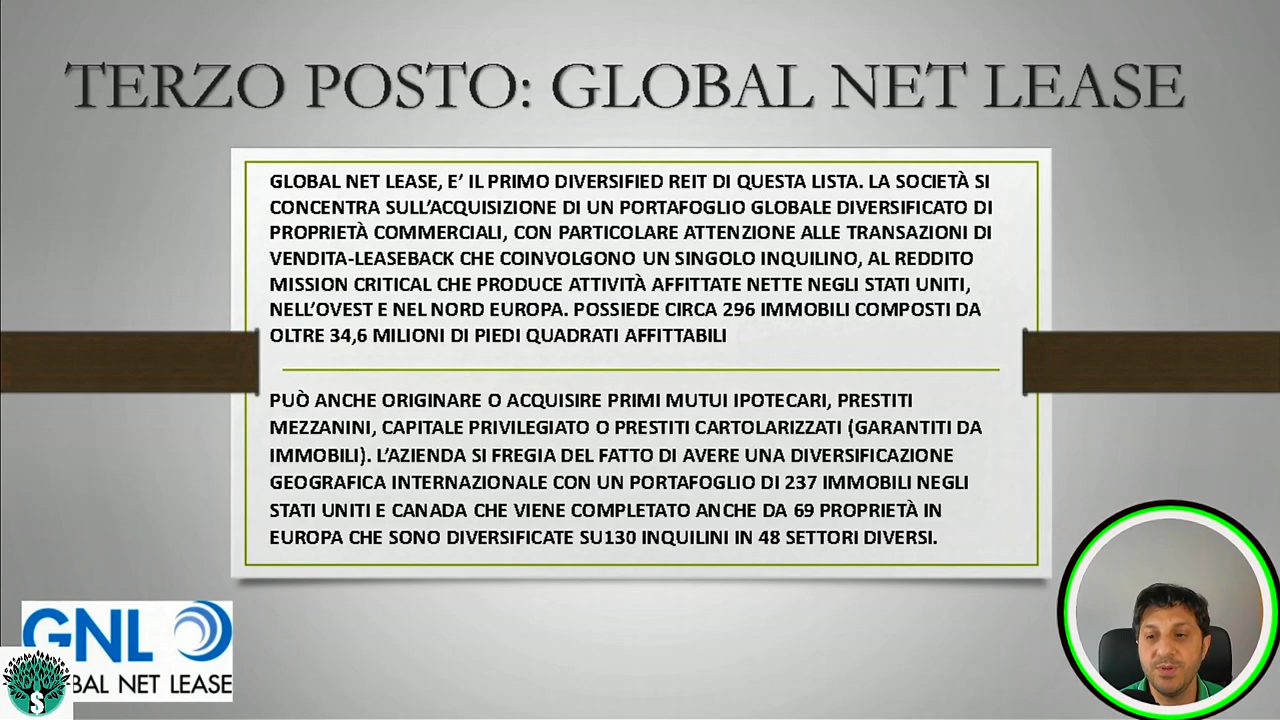 TERZO POSTO: GLOBAL NET LEASE
GLOBAL NET LEASE, E' IL PRIMO DIVERSIFIED REIT DI QUESTA LISTA. LA SOCIETÀ SI
CONCENTRA SULL'ACQUISIZIONE DI UN PORTAFOGLIO GLOBALE DIVERSIFICATO DI
PROPRIETÀ COMMERCIALI, CON PARTICOLARE ATTENZIONE ALLE TRANSAZIONI DI
VENDITA-LEASEBACK CHE COINVOLGONO UN SINGOLO INQUILINO, AL REDDITO
MISSION CRITICAL CHE PRODUCE ATTIVITÀ AFFITTATE NETTE NEGLI STATI UNITI,
NELL'OVEST E NEL NORD EUROPA. POSSIEDE CIRCA 296 IMMOBILI COMPOSTI DA
OLTRE 34,6 MILIONI DI PIEDI QUADRATI AFFITTABILI
PUÒ ANCHE ORIGINARE O ACQUISIRE PRIMI MUTUI IPOTECARI, PRESTITI
MEZZANINI, CAPITALE PRIVILEGIATO O PRESTITI CARTOLARIZZATI (GARANTITI DA
IMMOBILI). L'AZIENDA SI FREGIA DEL FATTO DI AVERE UNA DIVERSIFICAZIONE
GEOGRAFICA INTERNAZIONALE CON UN PORTAFOGLIO DI 237 IMMOBILI NEGLI
STATI UNITI E CANADA CHE VIENE COMPLETATO ANCHE DA 69 PROPRIETÀ IN
EUROPA CHE SONO DIVERSIFICATE SU130 INQUILINI IN 48 SETTORI DIVERSI.
GNL
BAL NET LEASE
$